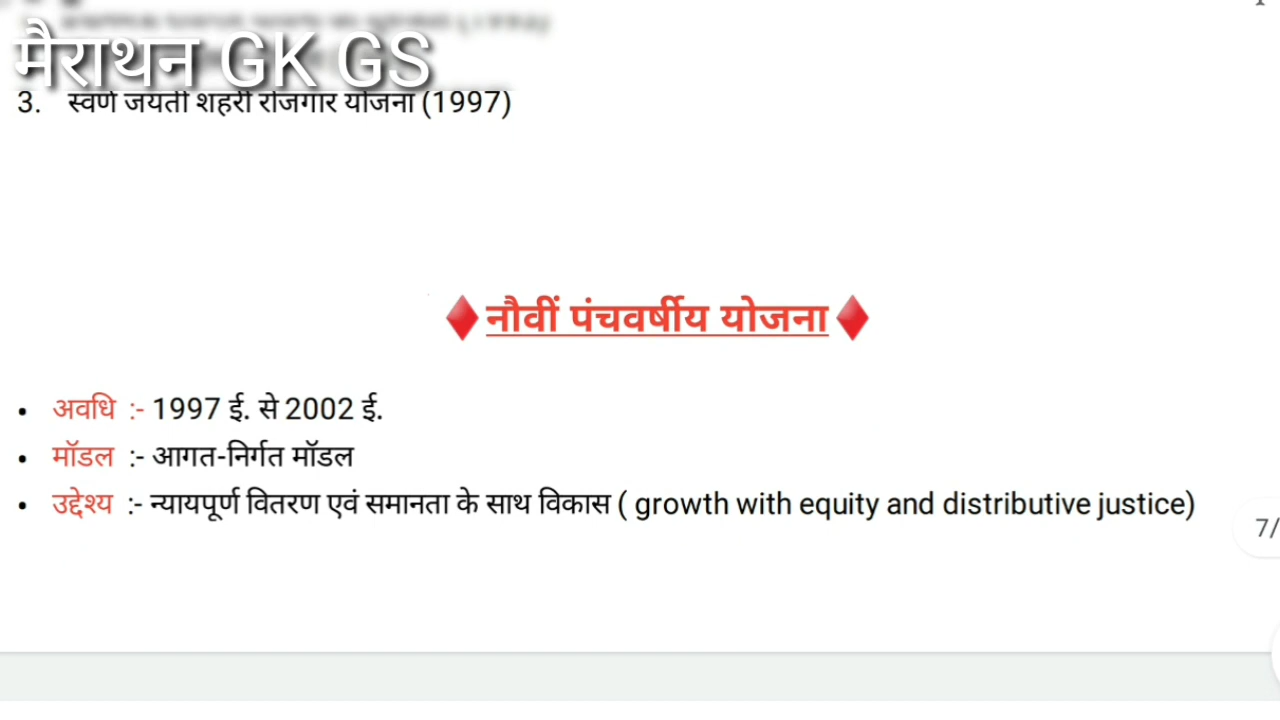 मैराथन GK GS
3. स्वर्ण जयंती शहरी रोजगार योजना (1997)
नौवीं पंचवर्षीय योजना
• अवधि :- 1997 ई. से 2002 ई.
• मॉडल :- आगत-निर्गत मॉडल
• उद्देश्य :- न्यायपूर्ण वितरण एवं समानता के साथ विकास ( growth with equity and distributive justice)
7/